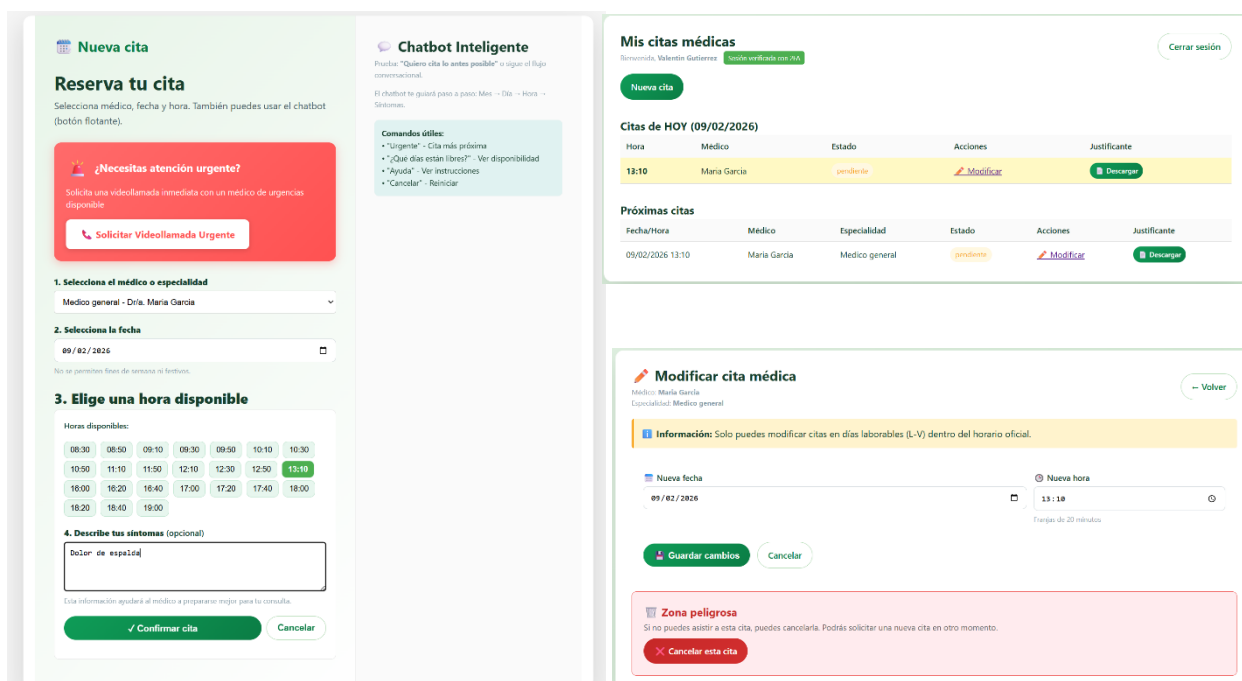 Nueva cita
Reserva tu cita
Selecciona médico, fecha y hora. También puedes usar el chatbot
(botón flotante).
¿Necesitas atención urgente?
Solicita una videollamada inmediata con un médico de urgencias
disponible
Solicitar Videollamada Urgente
1. Selecciona el médico o especialidad
Medico general - Dr/a. Maria Garcia
2. Selecciona la fecha
09/02/2026
No se permiten fines de semana ni festivos.
3. Elige una hora disponible
Horas disponibles:
08:30 08:50 09:10 09:30 09:50 10:10 10:30
10:50 11:10 11:50 12:10 12:30 12:50 13:10
16:00 16:20 16:40 17:00 17:20 17:40 18:00
18:20 18:40 19:00
4. Describe tus síntomas (opcional)
Dolor de espalda
Esta información ayudará al médico a prepararse mejor para tu consulta.
✓ Confirmar cita Cancelar
Chatbot Inteligente
Prueba: "Quiero cita lo antes posible" o sigue el flujo
conversacional.
El chatbot te guiará paso a paso: Mes → Día → Hora →
Síntomas.
Comandos útiles:
• "Urgente" - Cita más próxima
• "¿Qué días están libres?" - Ver disponibilidad
• "Ayuda" - Ver instrucciones
• "Cancelar" - Reiniciar
Mis citas médicas
Bienvenida, Valentin Gutierrez Sesión verificada con 2FA
Cerrar sesión
Nueva cita
Citas de HOY (09/02/2026)
Hora Médico Estado Acciones Justificante
13:10 Maria Garcia pendiente Modificar Descargar
Próximas citas
Fecha/Hora Médico Especialidad Estado Acciones Justificante
09/02/2026 13:10 Maria Garcia Medico general pendiente Modificar Descargar
Modificar cita médica
Médico: Maria Garcia
Especialidad: Medico general
← Volver
Información: Solo puedes modificar citas en días laborables (L-V) dentro del horario oficial.
Nueva fecha Nueva hora
09/02/2026 13:10
Franjas de 20 minutos
Guardar cambios Cancelar
Zona peligrosa
Si no puedes asistir a esta cita, puedes cancelarla. Podrás solicitar una nueva cita en otro momento.
Cancelar esta cita